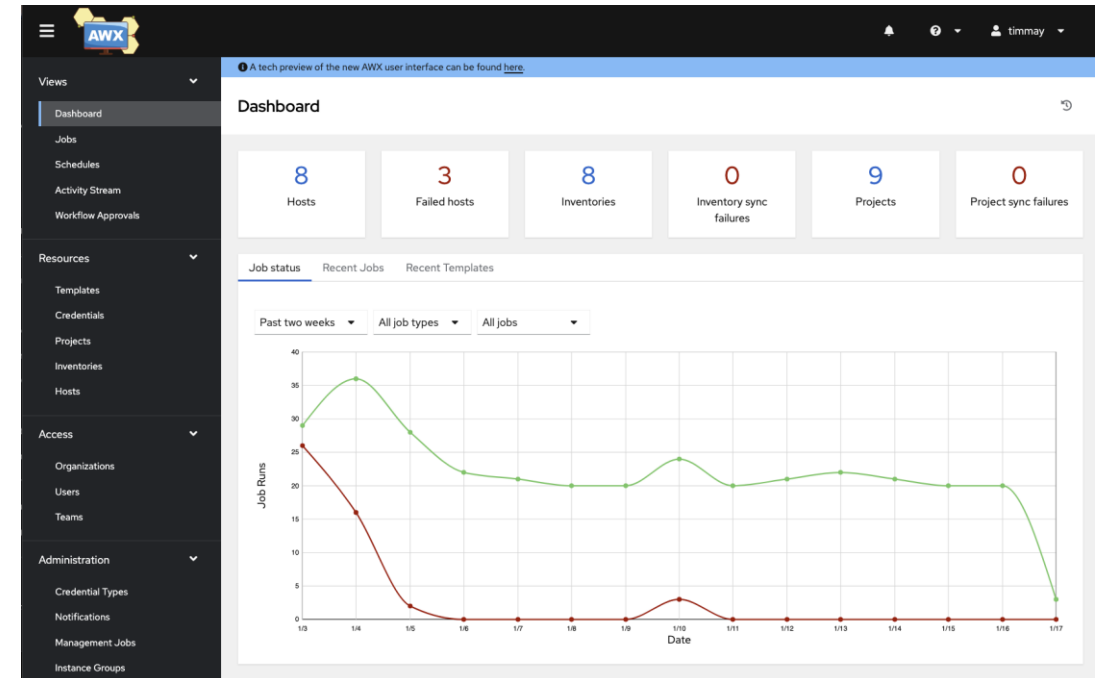 AWX
timmay
Views
Dashboard
Jobs
Schedules
Activity Stream
Workflow Approvals
Resources
Templates
Credentials
Projects
Inventories
Hosts
Access
Organizations
Users
Teams
Administration
Credential Types
Notifications
Management Jobs
Instance Groups
A tech preview of the new AWX user interface can be found here.
Dashboard
8
Hosts
3
Failed hosts
8
Inventories
0
Inventory sync
failures
9
Projects
0
Project sync failures
Job status Recent Jobs Recent Templates
Past two weeks All job types All jobs
40
35
30
25
20
15
10
5
0
Job Runs
1/3 1/4 1/5 1/6 1/7 1/8 1/9 1/10 1/11 1/12 1/13 1/14 1/15 1/16 1/17
Date